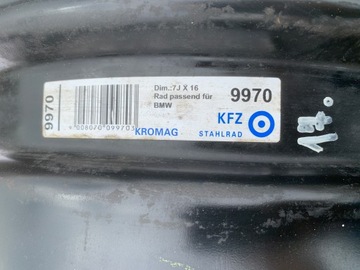 9970
Dim.:7J X 16
Rad passend für
BMW
9970
KROMAG
KFZ
STAHLRAD